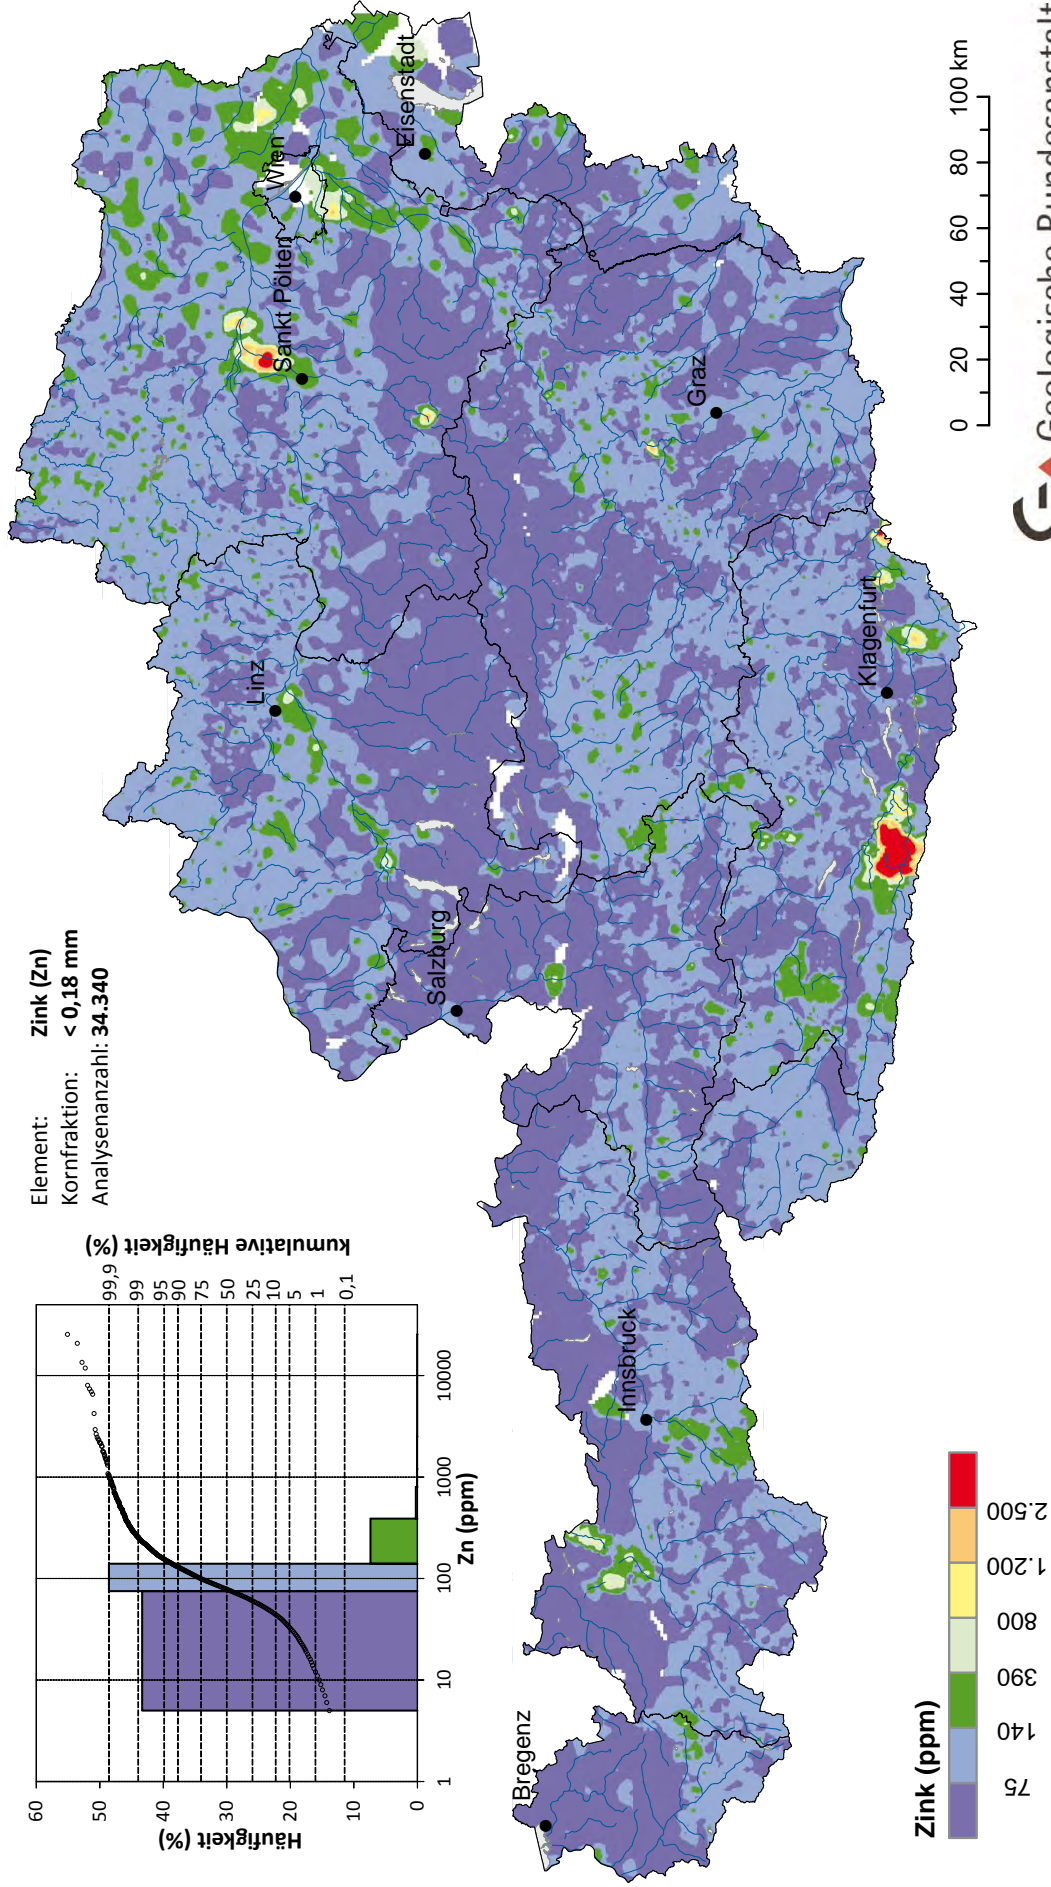 Element: Zink (Zn)
Kornfraktion: < 0,18 mm
Analysenanzahl: 34.340
Häufigkeit (%)
60
50
40
30
20
10
0
kumulative Häufigkeit (%)
99,9
99
95
90
75
50
25
10
5
1
0,1
1
10
100
1000
10000
Zn (ppm)
Bregenz
Innsbruck
Salzburg
Linz
Sankt Pölten
Wien
Eisenstadt
Graz
Klagenfurt
Zink (ppm)
75
140
390
800
1.200
2.500
0 20 40 60 80 100 km
Geologische Bundesanstalt